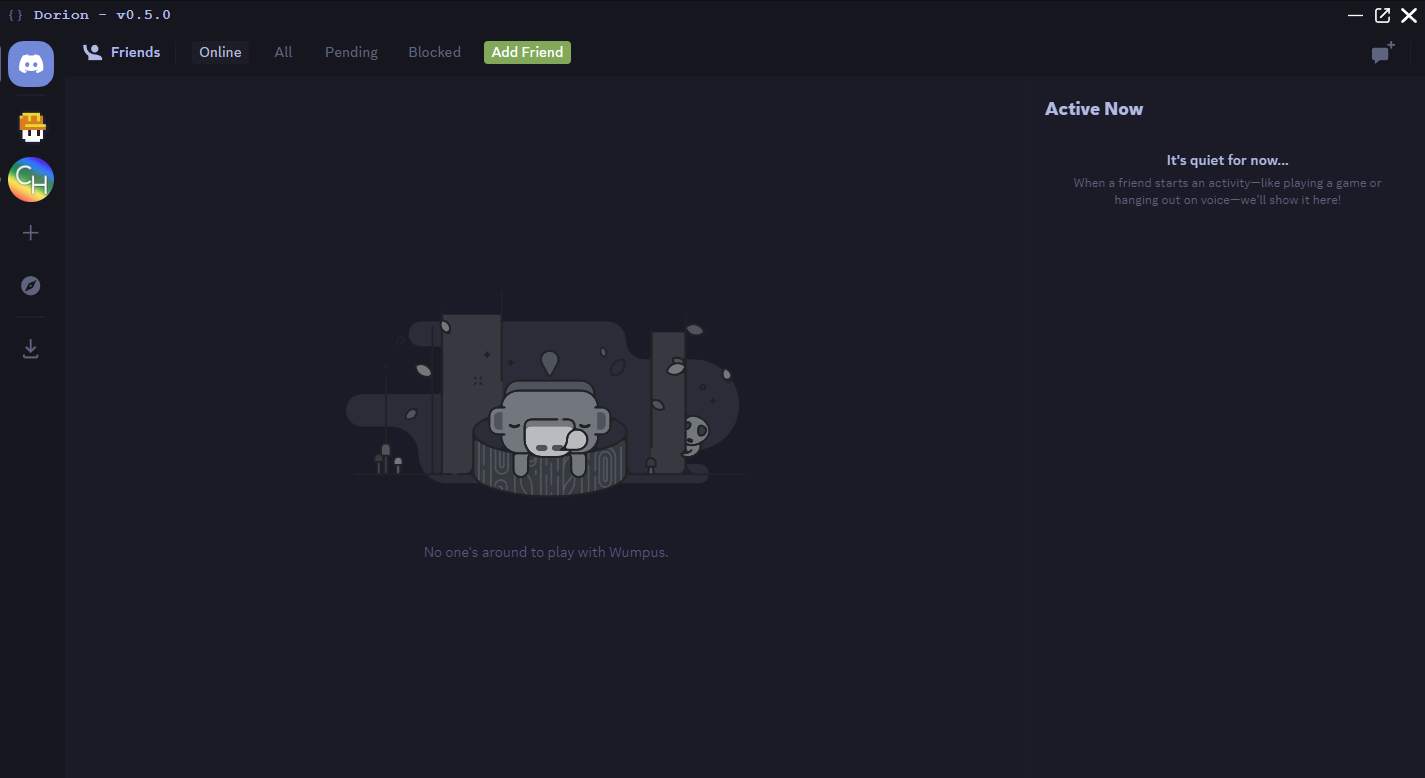 {} Dorion - v0.5.0
Friends
Online
All
Pending
Blocked
Add Friend
CH
Active Now
It's quiet for now...
When a friend starts an activity—like playing a game or
hanging out on voice—we'll show it here!
No one's around to play with Wumpus.